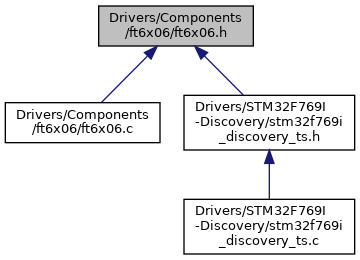 Drivers/Components
/ft6x06/ft6x06.h
Drivers/Components
/ft6x06/ft6x06.c
Drivers/STM32F769I
-Discovery/stm32f769i
_discovery_ts.h
Drivers/STM32F769I
-Discovery/stm32f769i
_discovery_ts.c